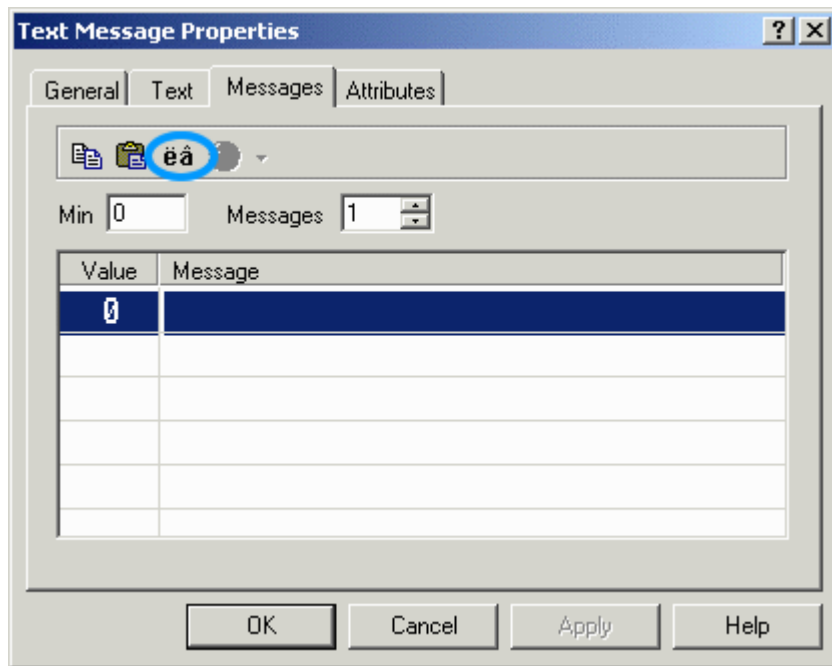 Text Message Properties
General Text Messages Attributes
ëâ
Min 0 Messages 1
Value Message
0
OK Cancel Apply Help